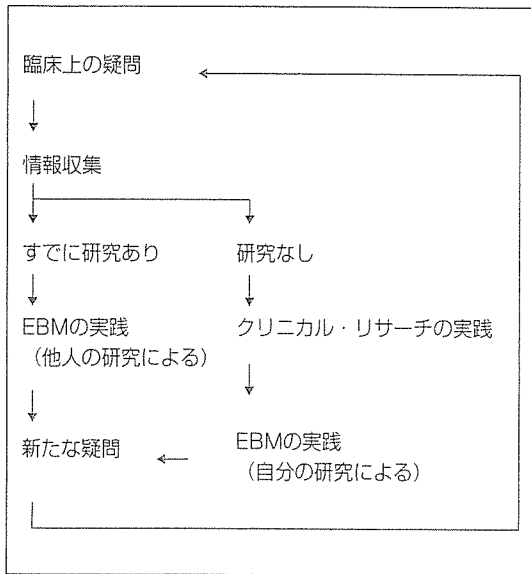 臨床上の疑問
情報収集
すでに研究あり
研究なし
EBMの実践
(他人の研究による)
クリニカル・リサーチの実践
新たな疑問
EBMの実践
(自分の研究による)